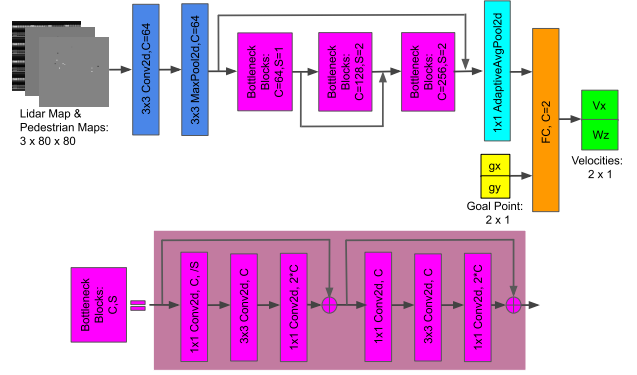 Lidar Map &
Pedestrian Maps:
3 x 80 x 80
3x3 Conv2d,C=64
3x3 MaxPool2d,C=64
Bottleneck
Blocks:
C=64,S=1
Bottleneck
Blocks:
C=128,S=2
Bottleneck
Blocks:
C=256,S=2
1x1 AdaptiveAvgPool2d
FC, C=2
Vx
Wz
Velocities:
2 x 1
gx
gy
Goal Point:
2 x 1
Bottleneck
Blocks:
C,S
1x1 Conv2d, C, /S
3x3 Conv2d, C
1x1 Conv2d, 2*C
1x1 Conv2d, C
3x3 Conv2d, C
1x1 Conv2d, 2*C